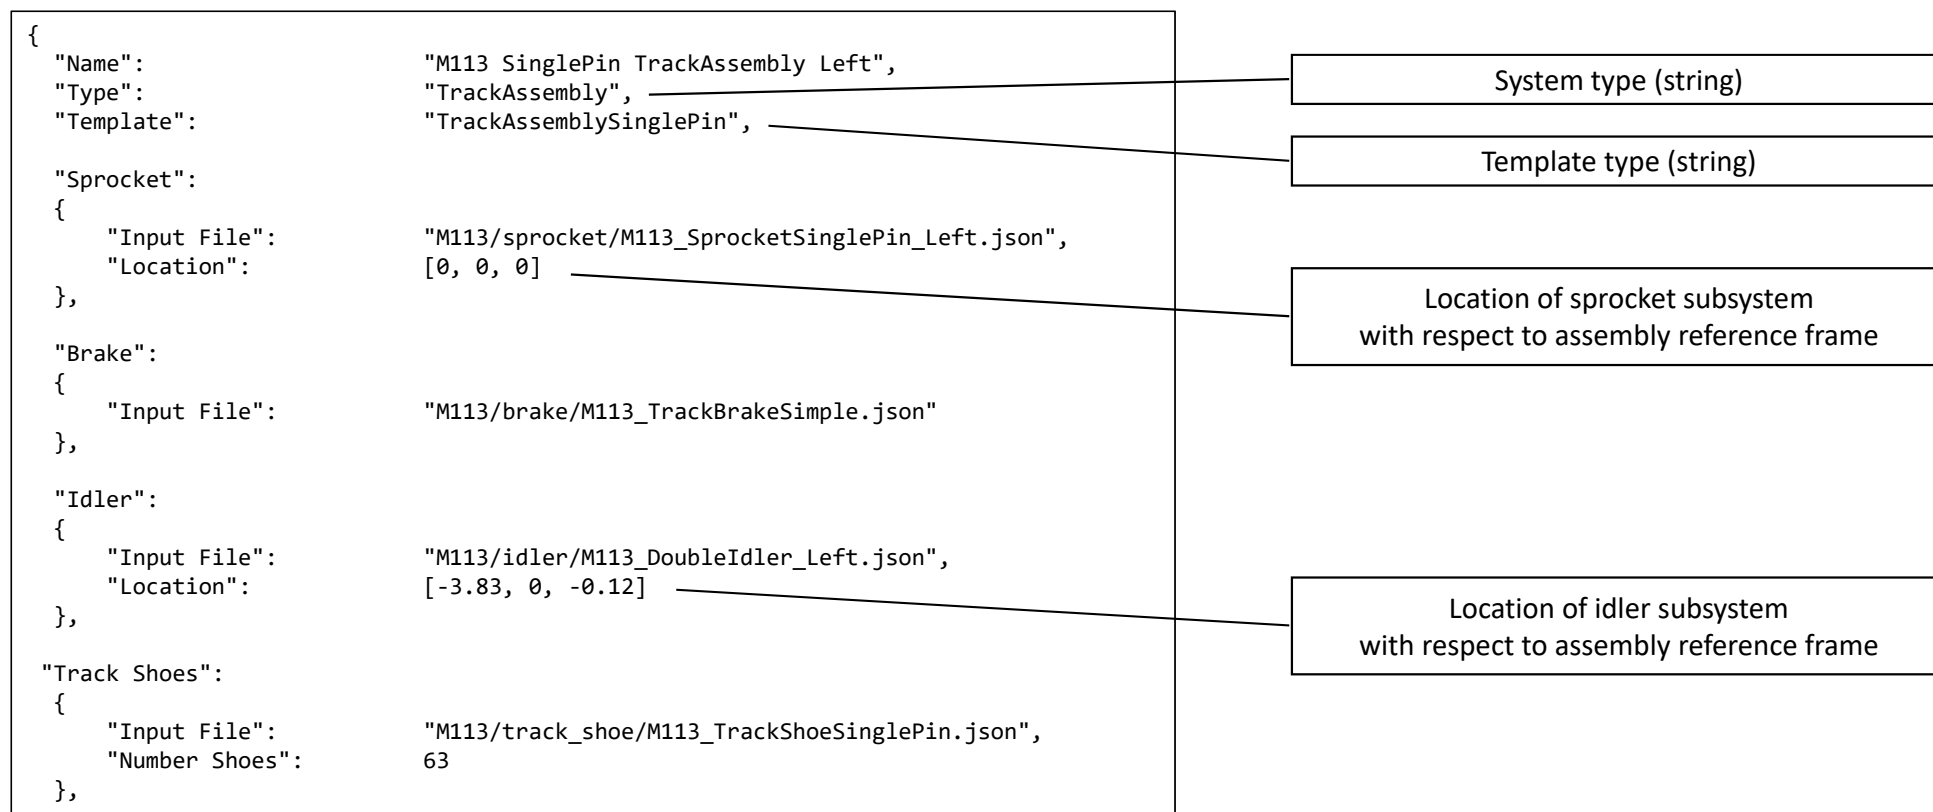 {
"Name": "M113 SinglePin TrackAssembly Left",
"Type": "TrackAssembly",
"Template": "TrackAssemblySinglePin",
"Sprocket":
{
"Input File": "M113/sprocket/M113_SprocketSinglePin_Left.json",
"Location": [0, 0, 0]
},
"Brake":
{
"Input File": "M113/brake/M113_TrackBrakeSimple.json"
},
"Idler":
{
"Input File": "M113/idler/M113_DoubleIdler_Left.json",
"Location": [-3.83, 0, -0.12]
},
"Track Shoes":
{
"Input File": "M113/track_shoe/M113_TrackShoeSinglePin.json",
"Number Shoes": 63
},
System type (string)
Template type (string)
Location of sprocket subsystem
with respect to assembly reference frame
Location of idler subsystem
with respect to assembly reference frame